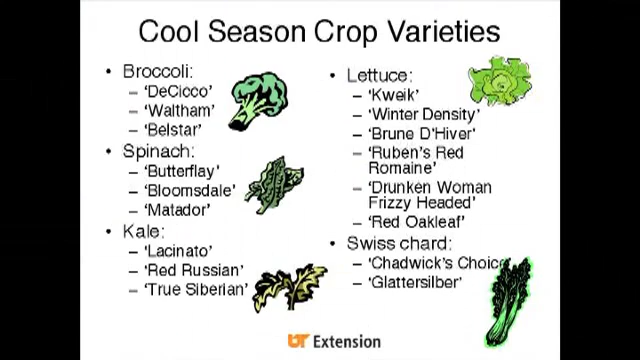 Cool Season Crop Varieties
• Broccoli:
– ‘DeCicco’
– ‘Waltham’
– ‘Belstar’
• Spinach:
– ‘Butterflay’
– ‘Bloomsdale’
– ‘Matador’
• Kale:
– ‘Lacinato’
– ‘Red Russian’
– ‘True Siberian’
• Lettuce:
– ‘Kweik’
– ‘Winter Density’
– ‘Brune D’Hiver’
– ‘Ruben’s Red
Romaine’
– ‘Drunken Woman
Frizzy Headed’
– ‘Red Oakleaf’
• Swiss chard:
– ‘Chadwick’s Choice’
– ‘Glattersilber’
UT Extension